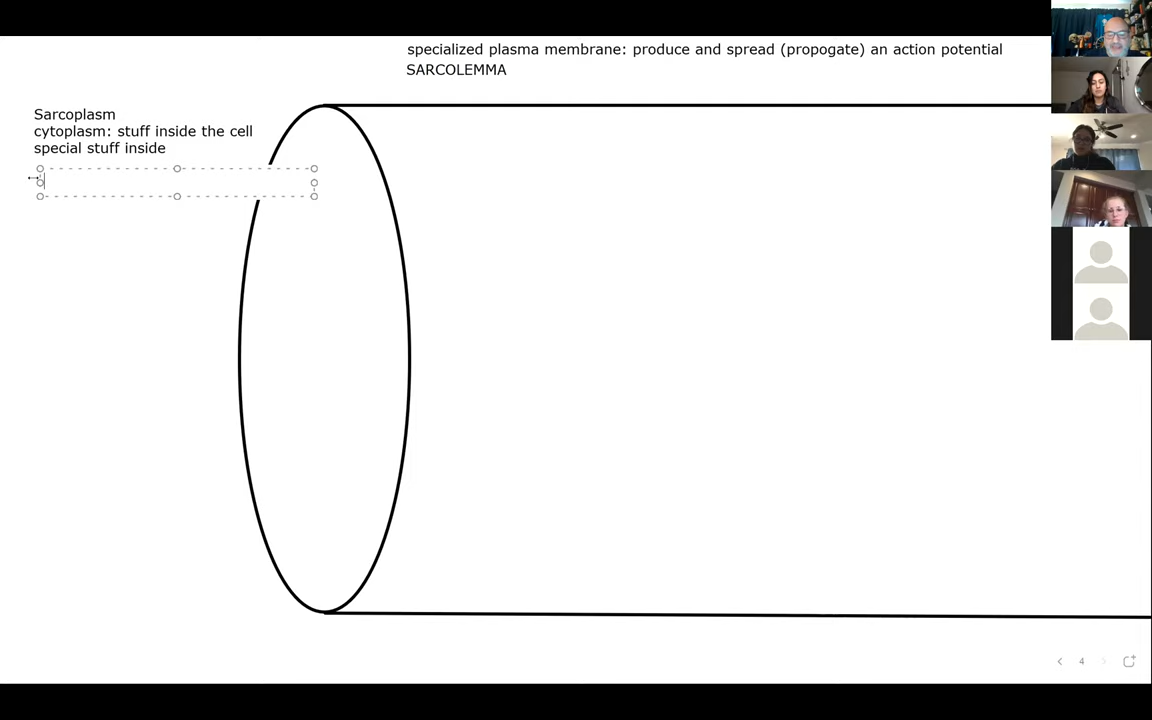 specialized plasma membrane: produce and spread (propogate) an action potential
SARCOLEMMA
Sarcoplasm
cytoplasm: stuff inside the cell
special stuff inside
4